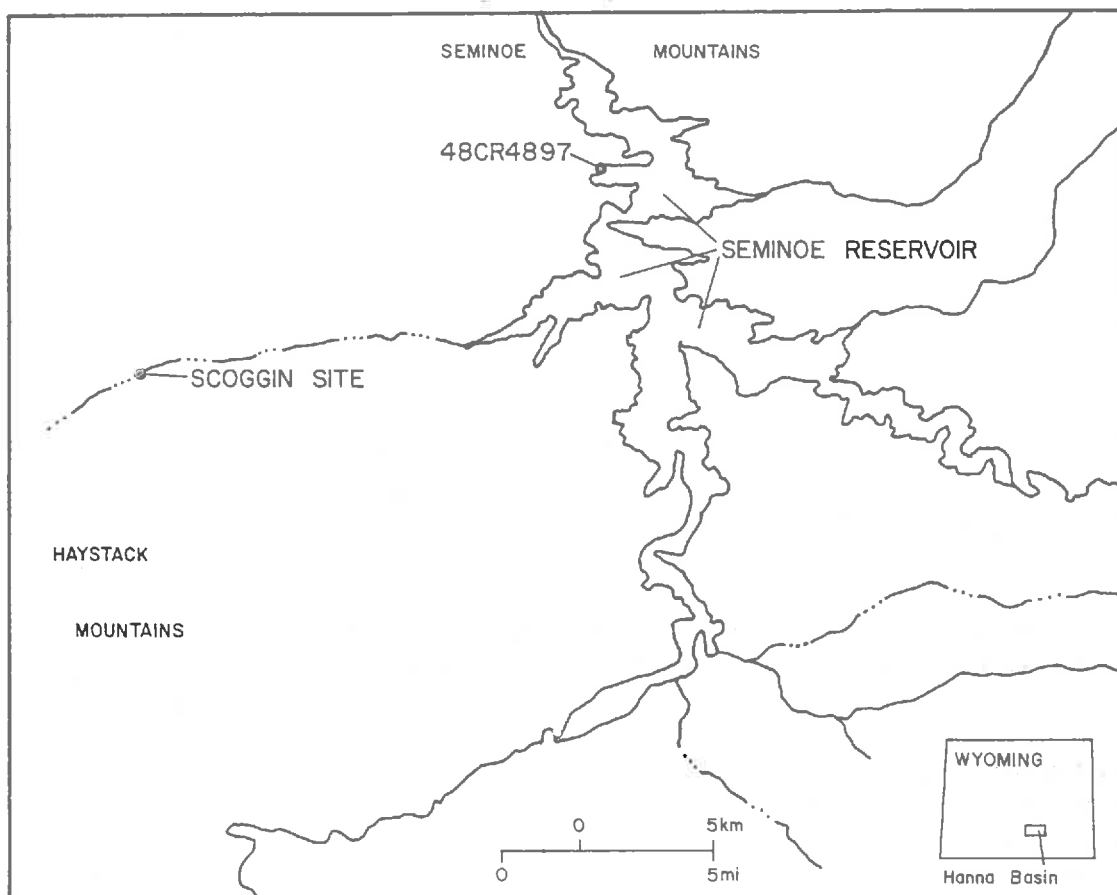 SEMINOE MOUNTAINS
48CR4897
SEMINOE RESERVOIR
SCOGGIN SITE
HAYSTACK
MOUNTAINS
WYOMING
0 5km
0 5mi
Hanna Basin